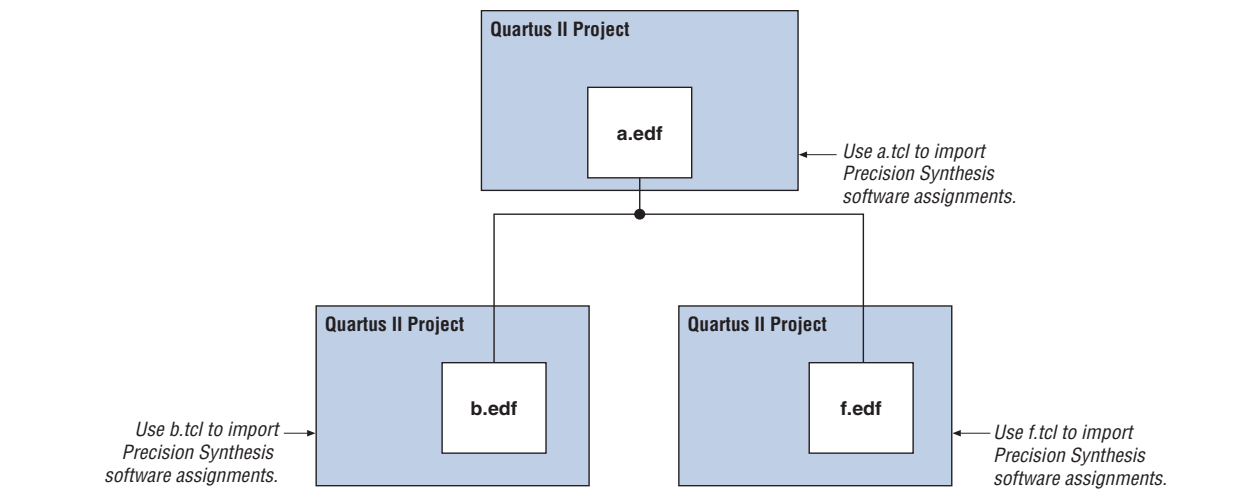 Quartus II Project
a.edf
Use a.tcl to import
Precision Synthesis
software assignments.
Quartus II Project
b.edf
Use b.tcl to import
Precision Synthesis
software assignments.
Quartus II Project
f.edf
Use f.tcl to import
Precision Synthesis
software assignments.